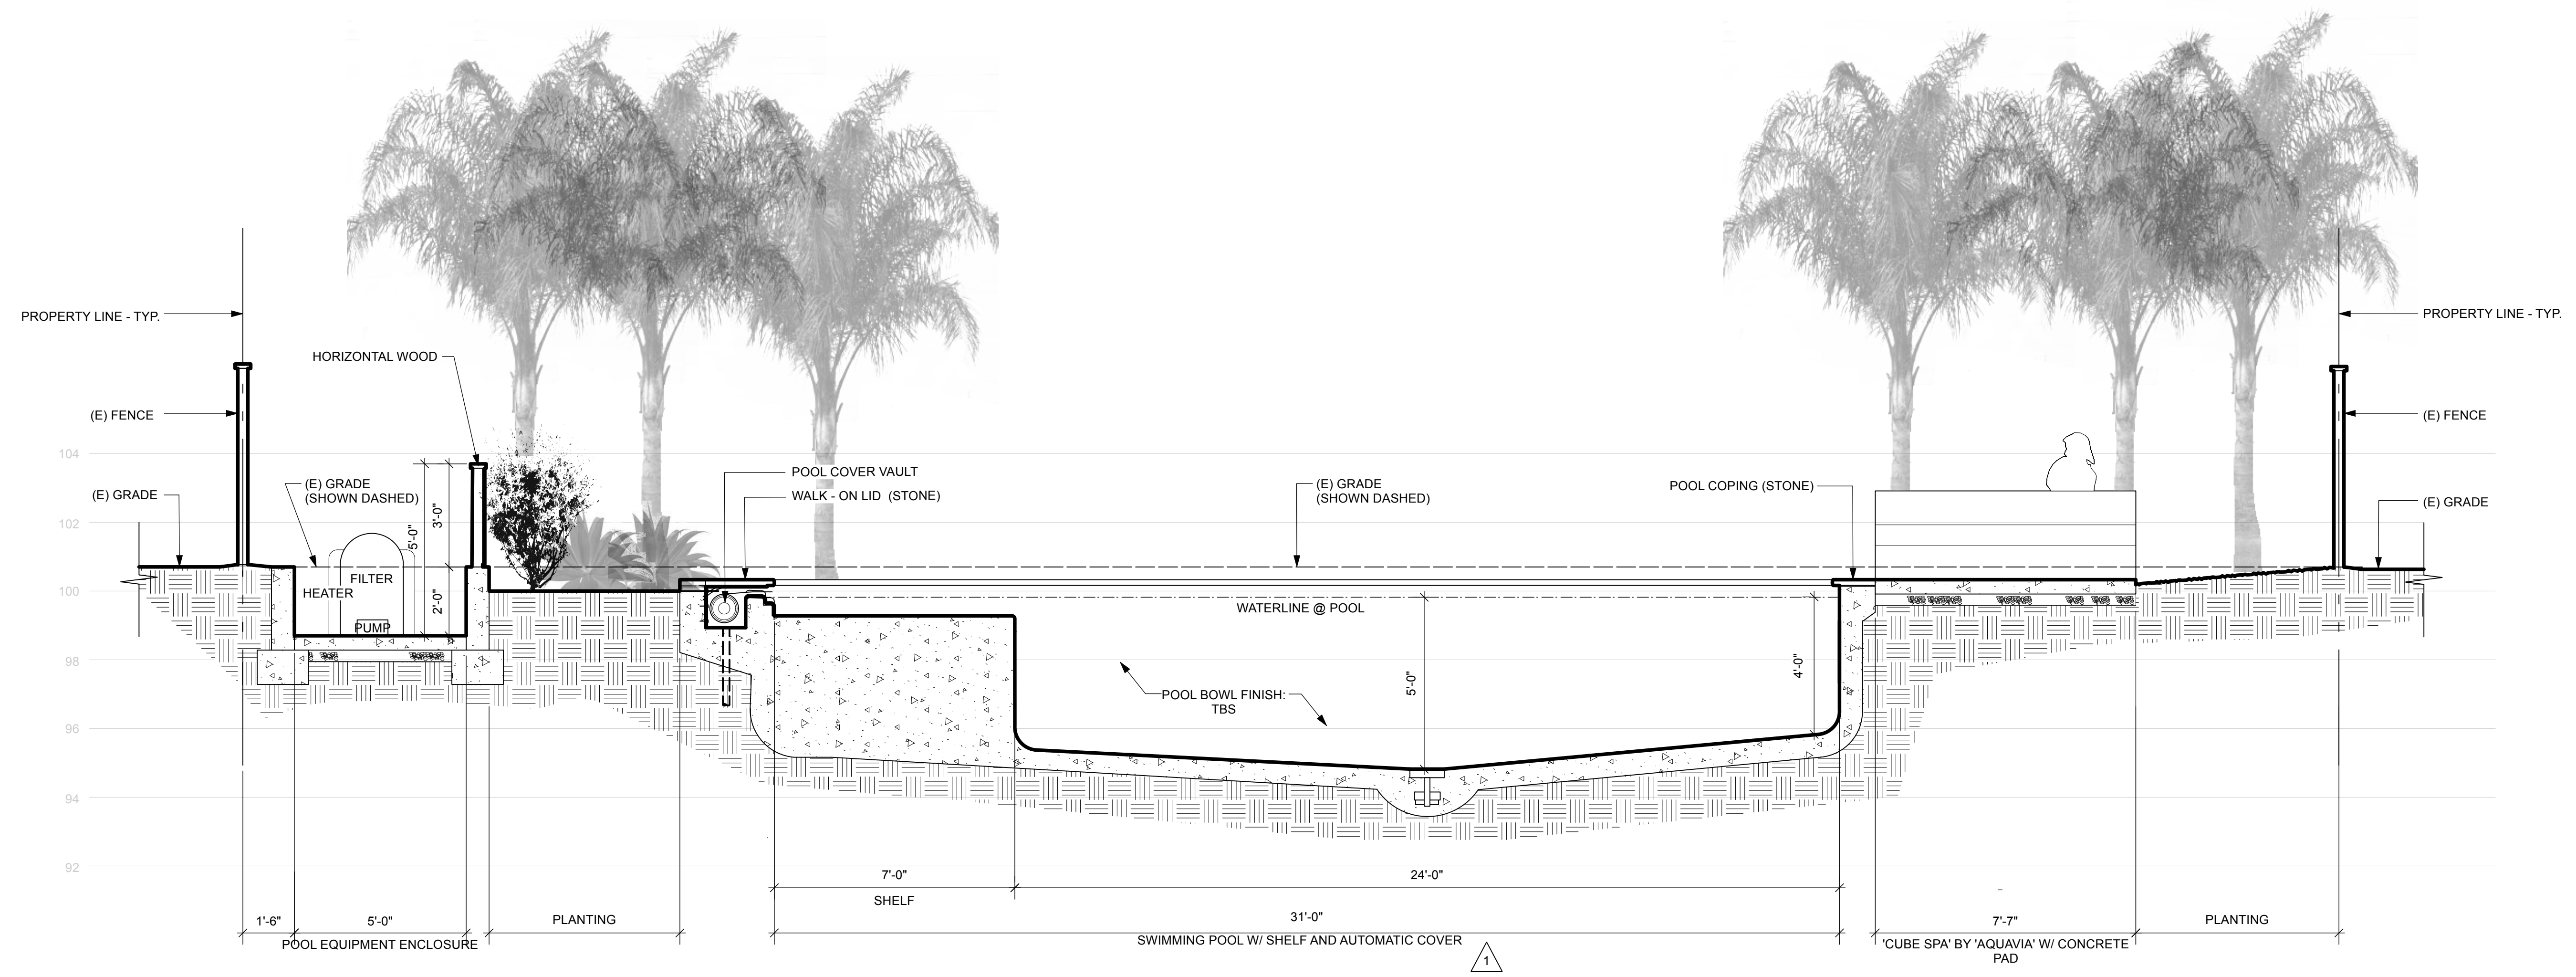 PROPERTY LINE - TYP.
PROPERTY LINE - TYP.
HORIZONTAL WOOD
(E) FENCE
(E) FENCE
104
POOL COVER VAULT
(E) GRADE
(SHOWN DASHED)
(E) GRADE
(SHOWN DASHED)
POOL COPING (STONE)
(E) GRADE
WALK - ON LID (STONE)
(E) GRADE
102
3'-0"
5'-0"
FILTER
HEATER
100
2'-0"
WATERLINE @ POOL
PUMP
98
4'-0"
5'-0"
POOL BOWL FINISH:
TBS
96
94
92
7'-0"
24'-0"
SHELF
1'-6"
5'-0"
PLANTING
31'-0"
7'-7"
PLANTING
POOL EQUIPMENT ENCLOSURE
SWIMMING POOL W/ SHELF AND AUTOMATIC COVER
1
'CUBE SPA' BY 'AQUAVIA' W/ CONCRETE
PAD